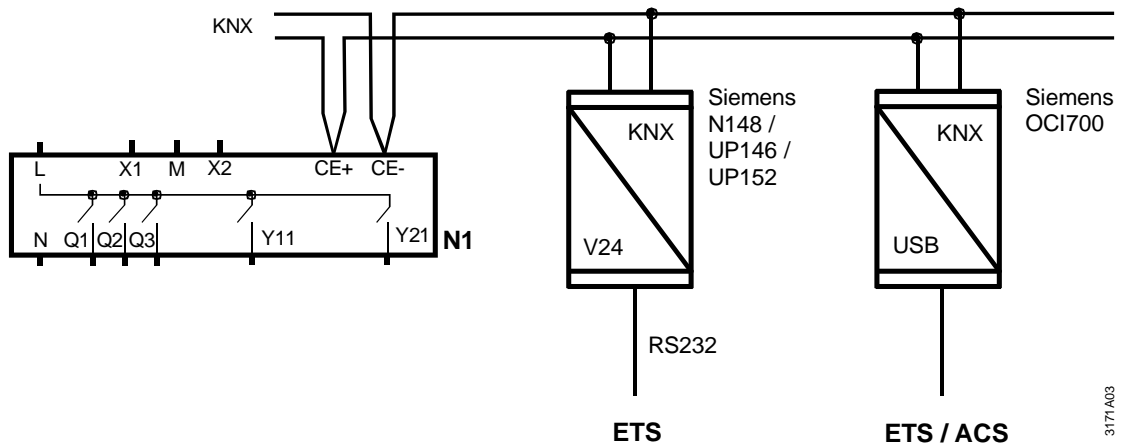 KNX
Siemens
N148 /
UP146 /
UP152
KNX
V24
Siemens
OCI700
KNX
USB
L X1 M X2 CE+ CE-
N Q1 Q2 Q3 Y11 Y21
N1
RS232
ETS
ETS / ACS
3171A03